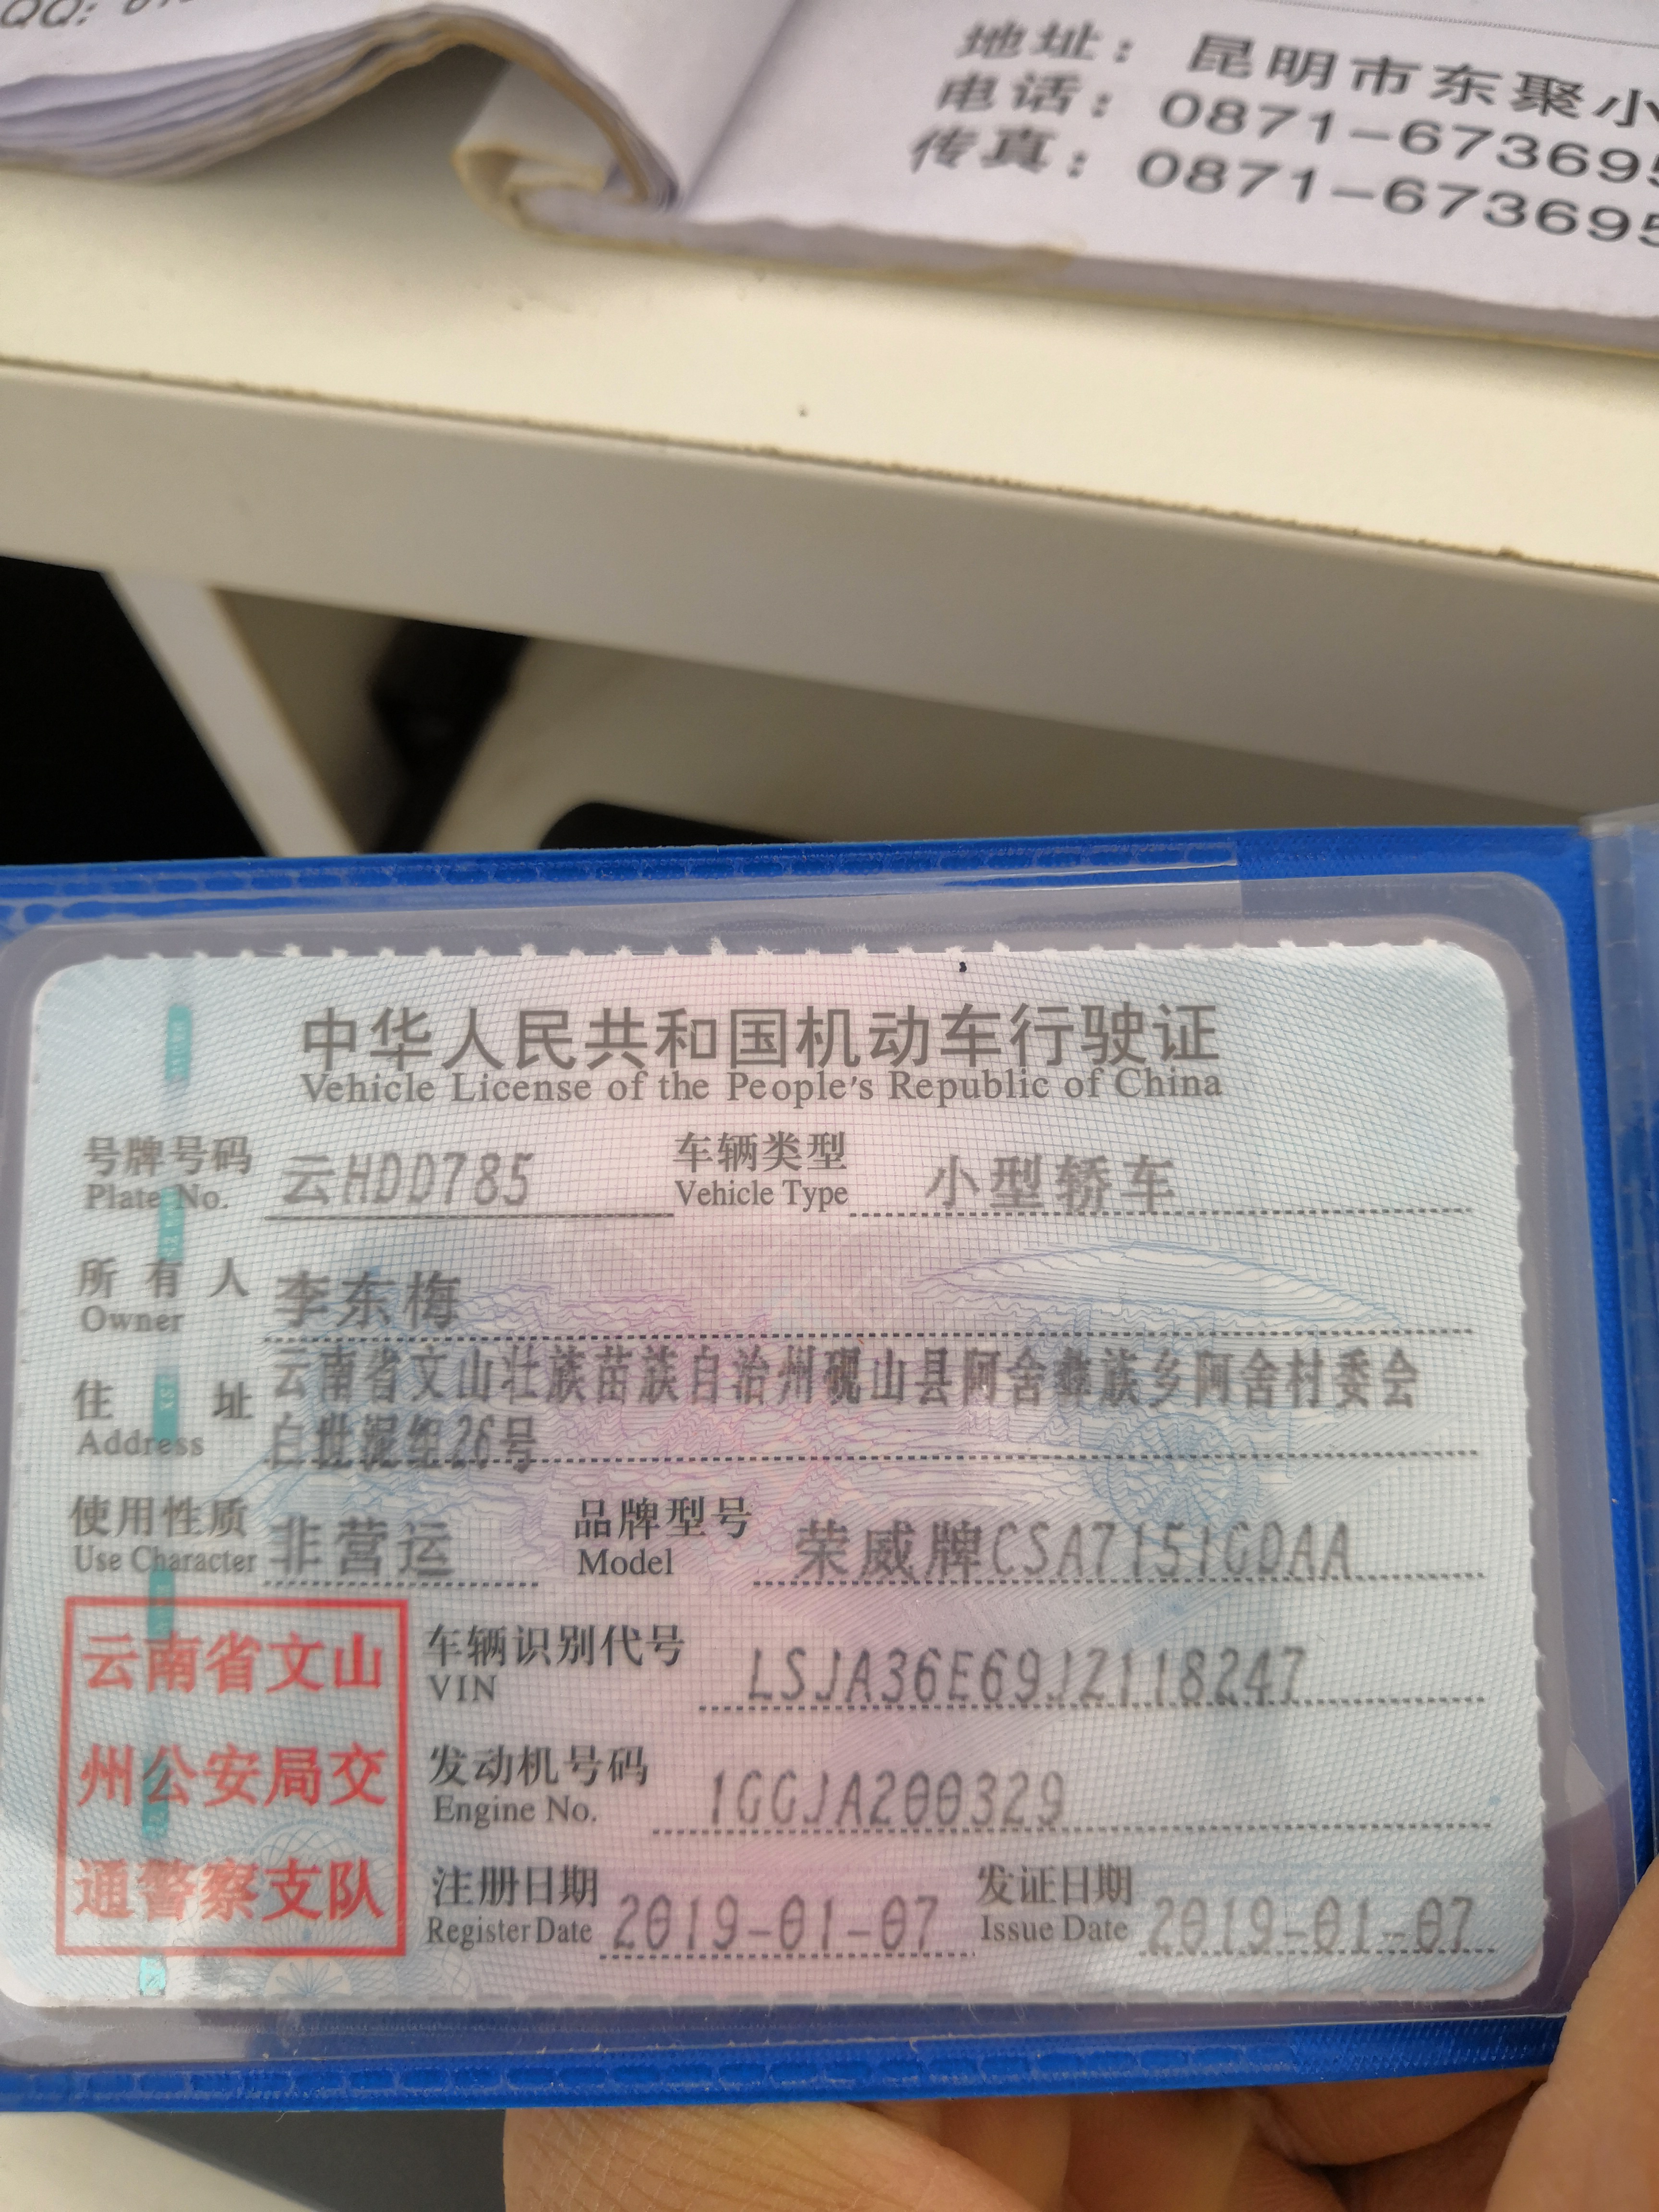 地址：昆明市东聚小
电话：0871-673695
传真：0871-673695
中华人民共和国机动车行驶证
Vehicle License of the People's Republic of China
号牌号码 云HDD785 车辆类型 小型轿车
Plate No. Vehicle Type
所有人 李东梅
Owner
住址 云南省文山壮族苗族自治州砚山县阿舍彝族乡阿舍村委会
Address 白世泥组26号
使用性质 非营运 品牌型号 荣威牌CSA7151GDAA
Use Character Model
云南省文山
州公安局交
通警察支队
车辆识别代号 LSJA36E69JZ118247
VIN
发动机号码 1GGJA200329
Engine No.
注册日期 2019-01-07 发证日期 2019-01-07
Register Date Issue Date